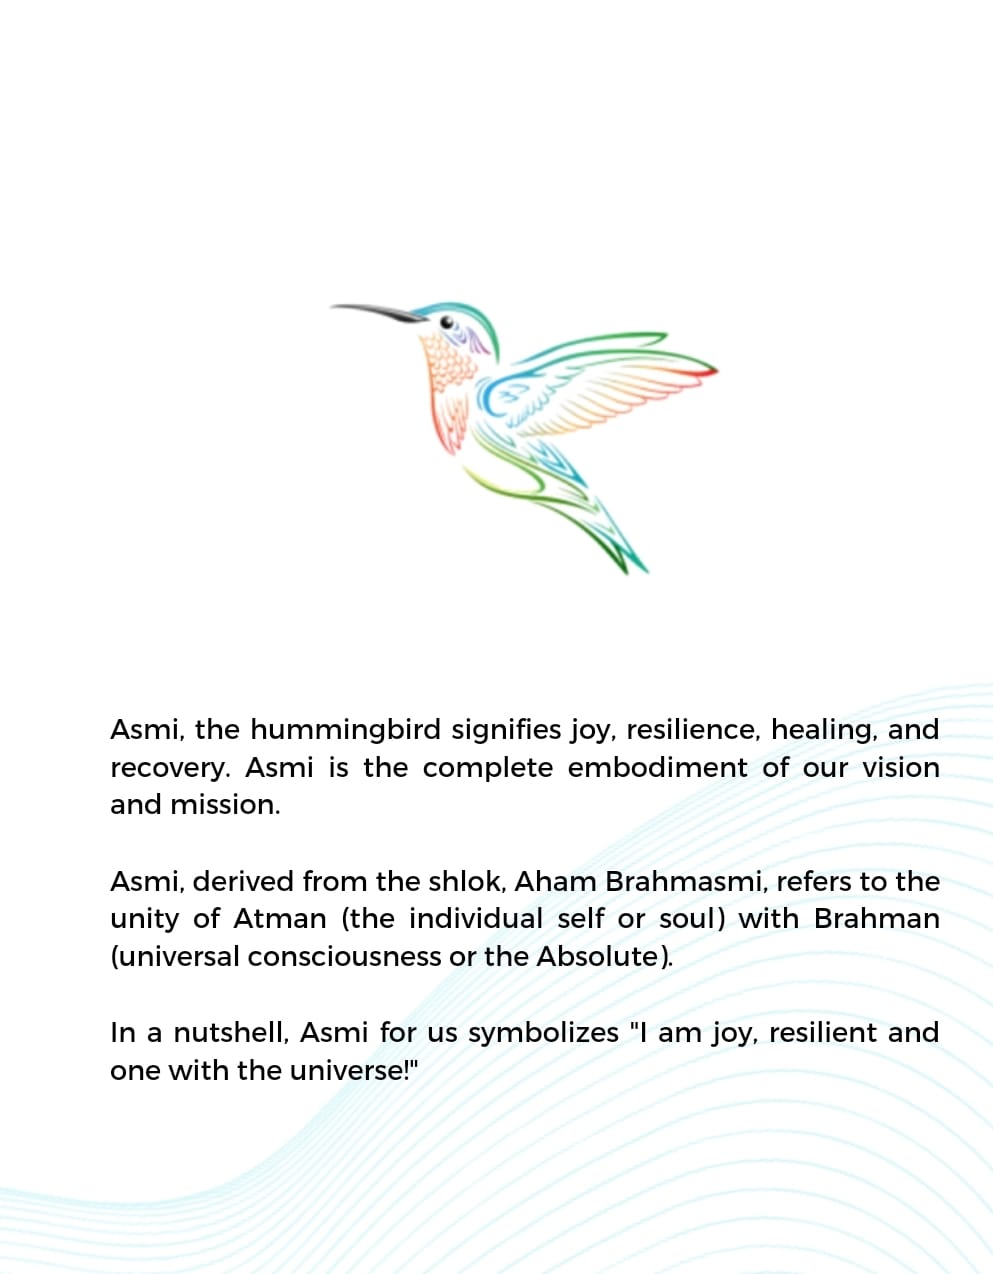 Asmi, the hummingbird signifies joy, resilience, healing, and
recovery. Asmi is the complete embodiment of our vision
and mission.
Asmi, derived from the shlok, Aham Brahmasmi, refers to the
unity of Atman (the individual self or soul) with Brahman
(universal consciousness or the Absolute).
In a nutshell, Asmi for us symbolizes "I am joy, resilient and
one with the universe!"